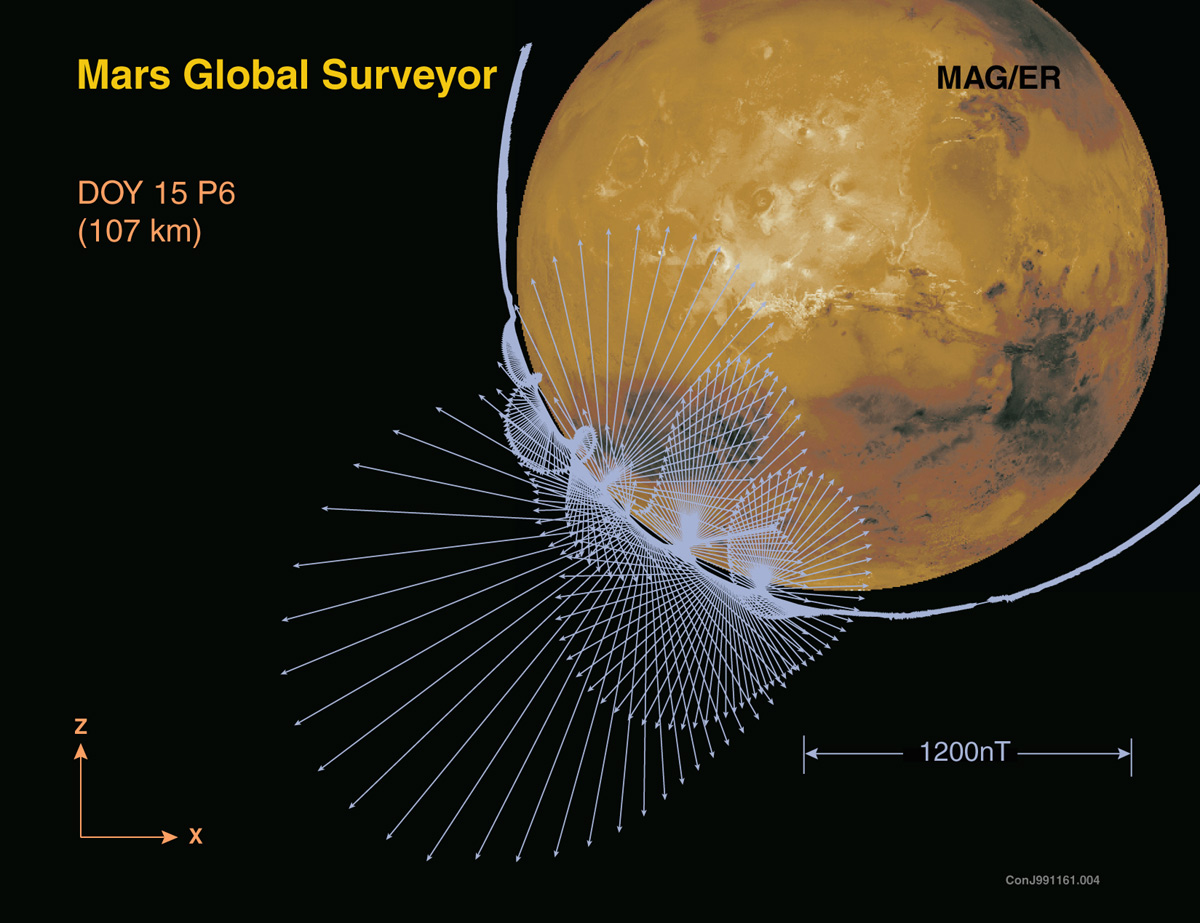 Mars Global Surveyor
MAG/ER
DOY 15 P6
(107 km)
Z
X
1200nT
ConJ991161.004